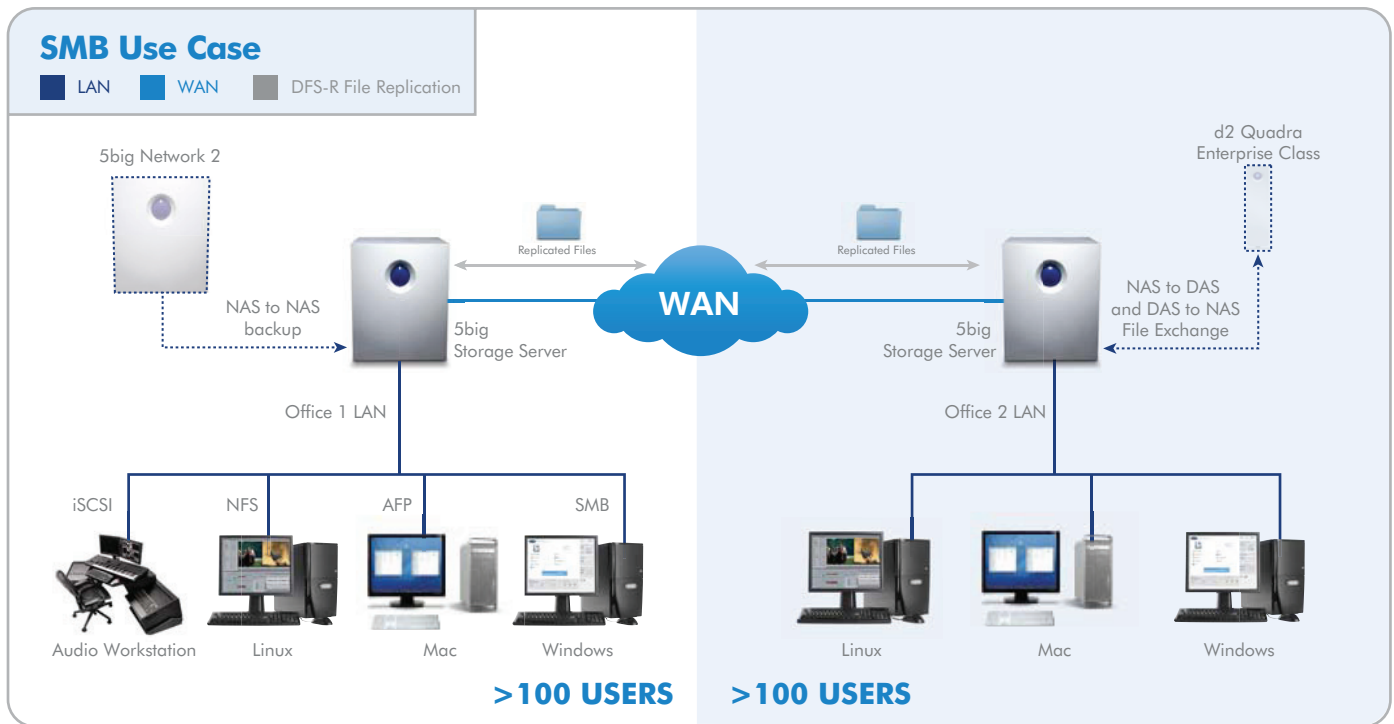 SMB Use Case
LAN
WAN
DFS-R File Replication
5big Network 2
d2 Quadra
Enterprise Class
Replicated Files
Replicated Files
WAN
NAS to NAS
backup
5big
Storage Server
5big
Storage Server
NAS to DAS
and DAS to NAS
File Exchange
Office 1 LAN
Office 2 LAN
iSCSI
NFS
AFP
SMB
Audio Workstation
Linux
Mac
Windows
Linux
Mac
Windows
>100 USERS
>100 USERS